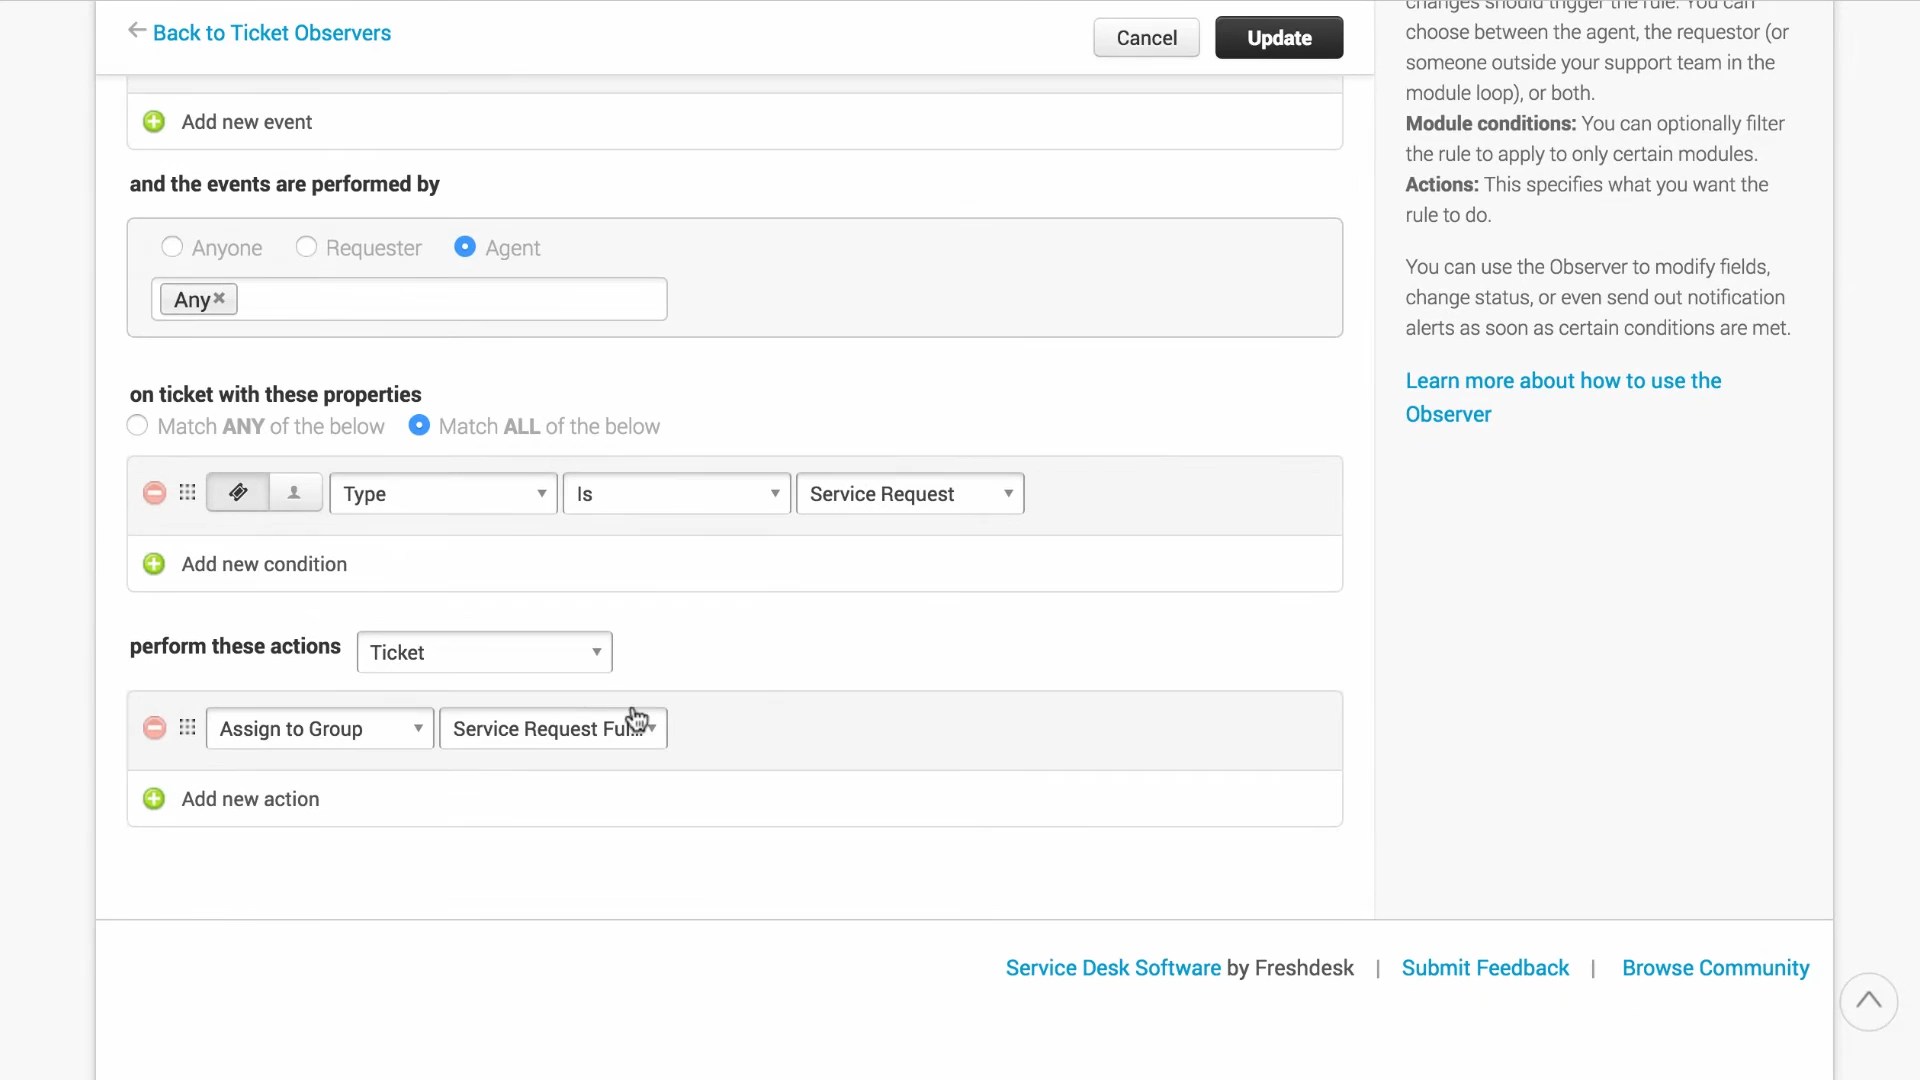 Back to Ticket Observers
Cancel
Update
Add new event
and the events are performed by
Anyone
Requester
Agent
Any
on ticket with these properties
Match ANY of the below
Match ALL of the below
Type
Is
Service Request
Add new condition
perform these actions
Ticket
Assign to Group
Service Request Ful...
Add new action
changes should trigger the rule. You can
choose between the agent, the requestor (or
someone outside your support team in the
module loop), or both.
Module conditions: You can optionally filter
the rule to apply to only certain modules.
Actions: This specifies what you want the
rule to do.
You can use the Observer to modify fields,
change status, or even send out notification
alerts as soon as certain conditions are met.
Learn more about how to use the
Observer
Service Desk Software by Freshdesk | Submit Feedback | Browse Community